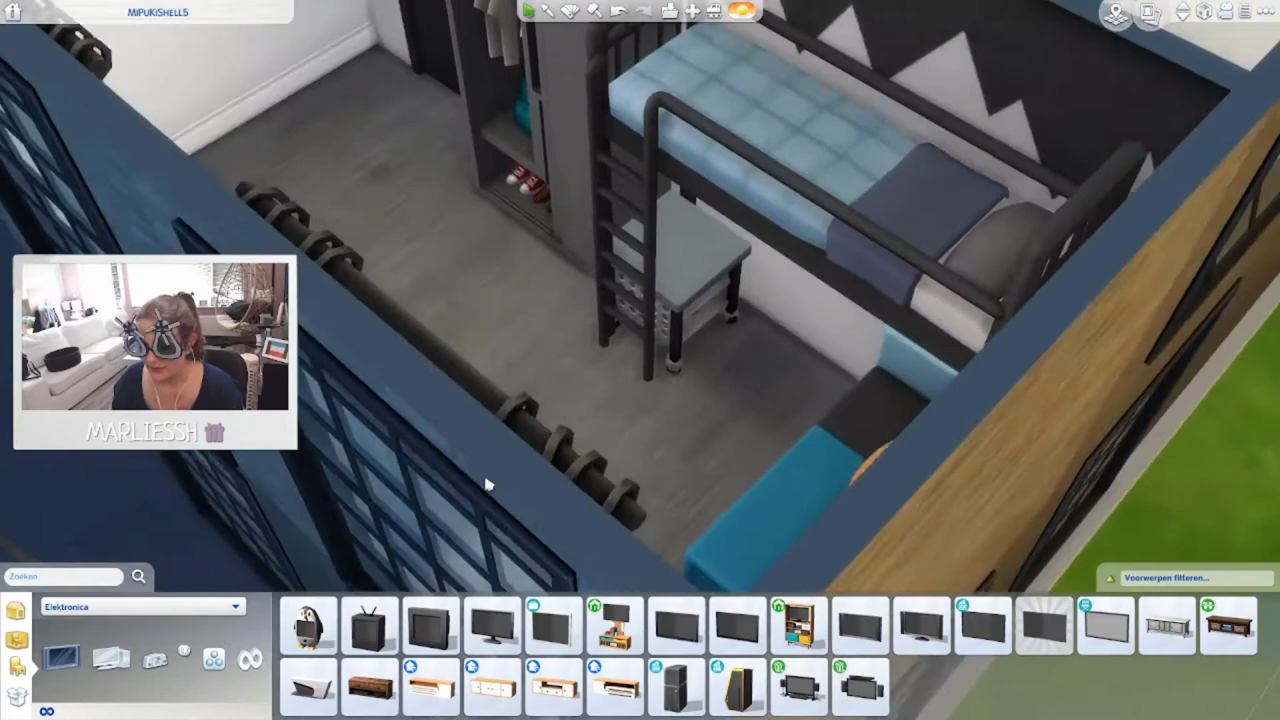 MIPUKISHELL5
MARLIESSH
Zoeken
Voorwerpen filteren...
Elektronica